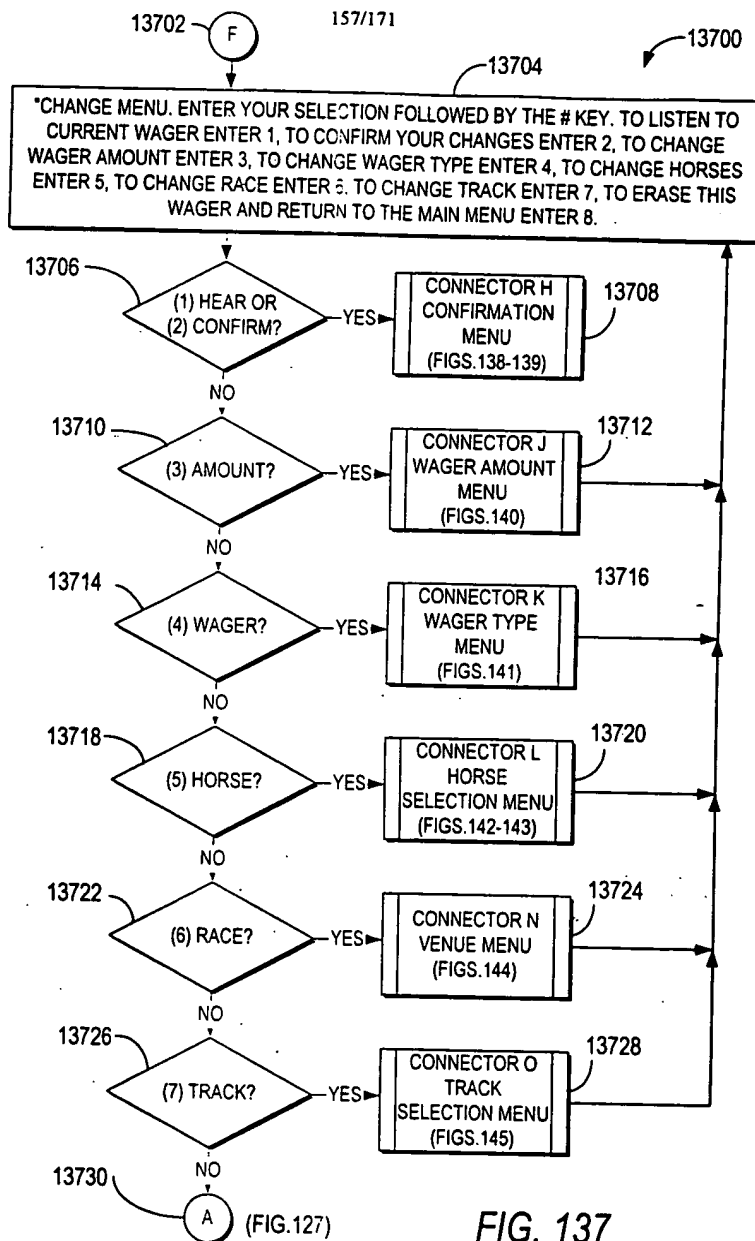 157/171
13702
F
13700
13704
"CHANGE MENU. ENTER YOUR SELECTION FOLLOWED BY THE # KEY. TO LISTEN TO
CURRENT WAGER ENTER 1, TO CONFIRM YOUR CHANGES ENTER 2, TO CHANGE
WAGER AMOUNT ENTER 3, TO CHANGE WAGER TYPE ENTER 4, TO CHANGE HORSES
ENTER 5, TO CHANGE RACE ENTER 6. TO CHANGE TRACK ENTER 7, TO ERASE THIS
WAGER AND RETURN TO THE MAIN MENU ENTER 8.
13706
(1) HEAR OR
(2) CONFIRM?
YES
CONNECTOR H
CONFIRMATION
MENU
(FIGS.138-139)
13708
NO
13710
(3) AMOUNT?
YES
CONNECTOR J
WAGER AMOUNT
MENU
(FIGS.140)
13712
NO
13714
(4) WAGER?
YES
CONNECTOR K
WAGER TYPE
MENU
(FIGS.141)
13716
NO
13718
(5) HORSE?
YES
CONNECTOR L
HORSE
SELECTION MENU
(FIGS.142-143)
13720
NO
13722
(6) RACE?
YES
CONNECTOR N
VENUE MENU
(FIGS.144)
13724
NO
13726
(7) TRACK?
YES
CONNECTOR O
TRACK
SELECTION MENU
(FIGS.145)
13728
NO
13730
A
(FIG.127)
FIG. 137